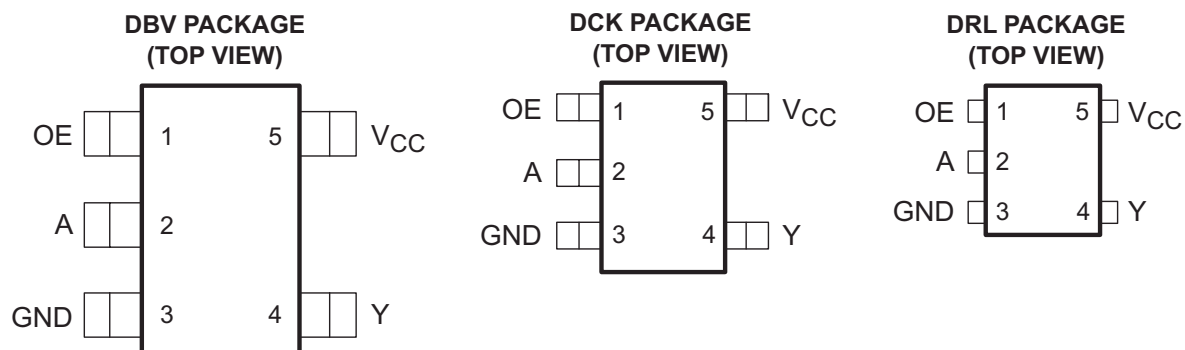 DBV PACKAGE
(TOP VIEW)
OE 1 5 VCC
A 2
GND 3 4 Y
DCK PACKAGE
(TOP VIEW)
OE 1 5 VCC
A 2
GND 3 4 Y
DRL PACKAGE
(TOP VIEW)
OE 1 5 VCC
A 2
GND 3 4 Y